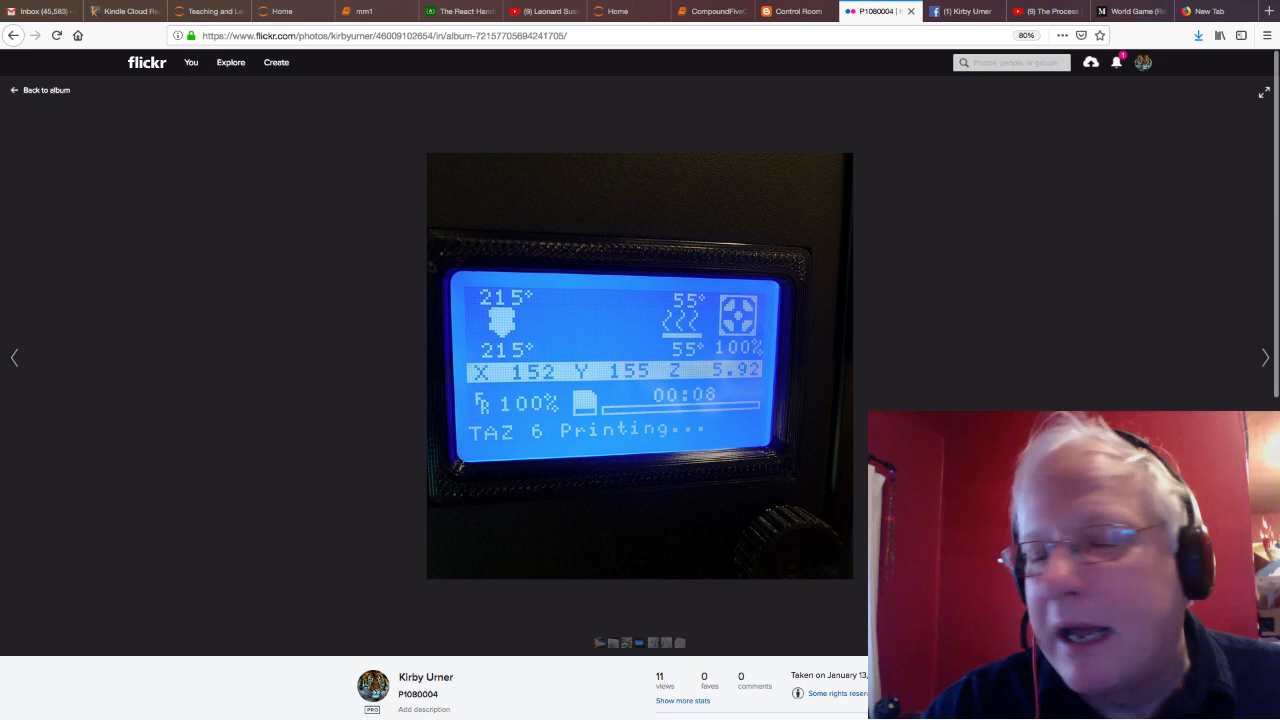 Inbox (45,583) -
Kindle Cloud Re
Teaching and Le
Home
mm1
The React Hand
(9) Leonard Sus
Home
CompoundFive
Control Room
P1080004 | K
(1) Kirby Urner
(9) The Process
World Game (Ro
New Tab
https://www.flickr.com/photos/kirbyurner/46009102654/in/album-72157705694241705/
80%
flickr
You
Explore
Create
Photos, people, or groups
1
Back to album
215°
55°
215°
55°
100%
X 152 Y 155 Z 5.92
FR 100%
00:08
TAZ 6 Printing...
Kirby Urner
P1080004
PRO
Add description
11
views
0
faves
0
comments
Show more stats
Taken on January 13,
Some rights reser